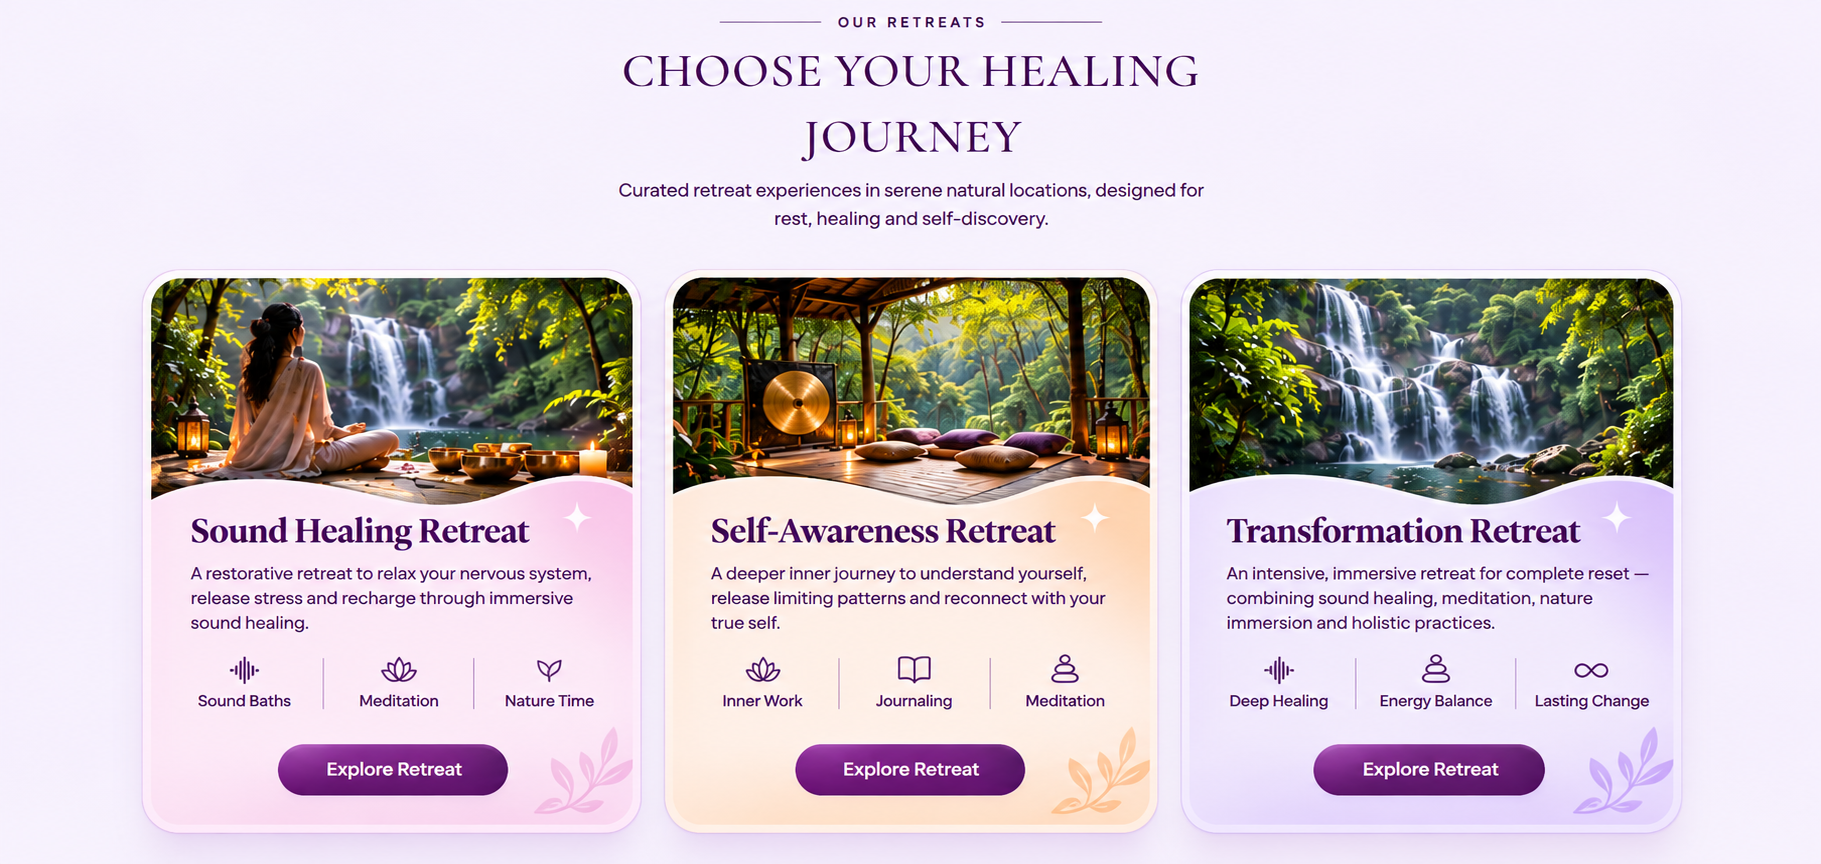 OUR RETREATS
CHOOSE YOUR HEALING
JOURNEY
Curated retreat experiences in serene natural locations, designed for
rest, healing and self-discovery.
Sound Healing Retreat
A restorative retreat to relax your nervous system,
release stress and recharge through immersive
sound healing.
Sound Baths
Meditation
Nature Time
Explore Retreat
Self-Awareness Retreat
A deeper inner journey to understand yourself,
release limiting patterns and reconnect with your
true self.
Inner Work
Journaling
Meditation
Explore Retreat
Transformation Retreat
An intensive, immersive retreat for complete reset —
combining sound healing, meditation, nature
immersion and holistic practices.
Deep Healing
Energy Balance
Lasting Change
Explore Retreat